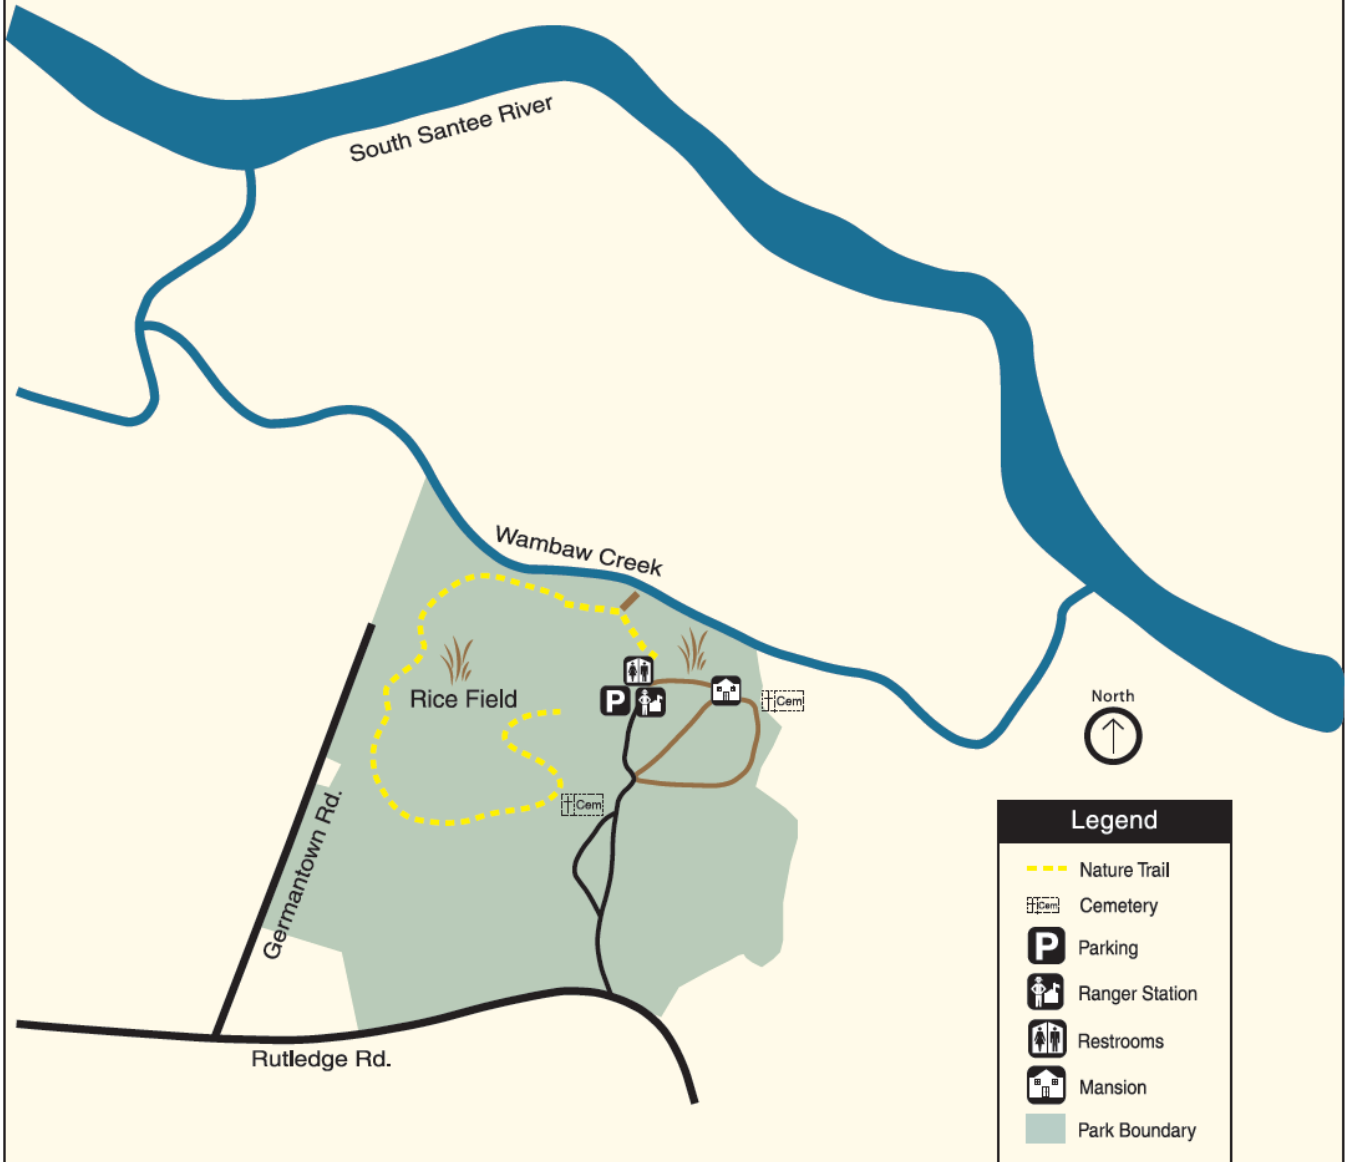 South Santee River
Wambaw Creek
Rice Field
P
Cem
Cem
North
Germantown Rd.
Rutledge Rd.
Legend
Nature Trail
Cem
Cemetery
P
Parking
Ranger Station
Restrooms
Mansion
Park Boundary